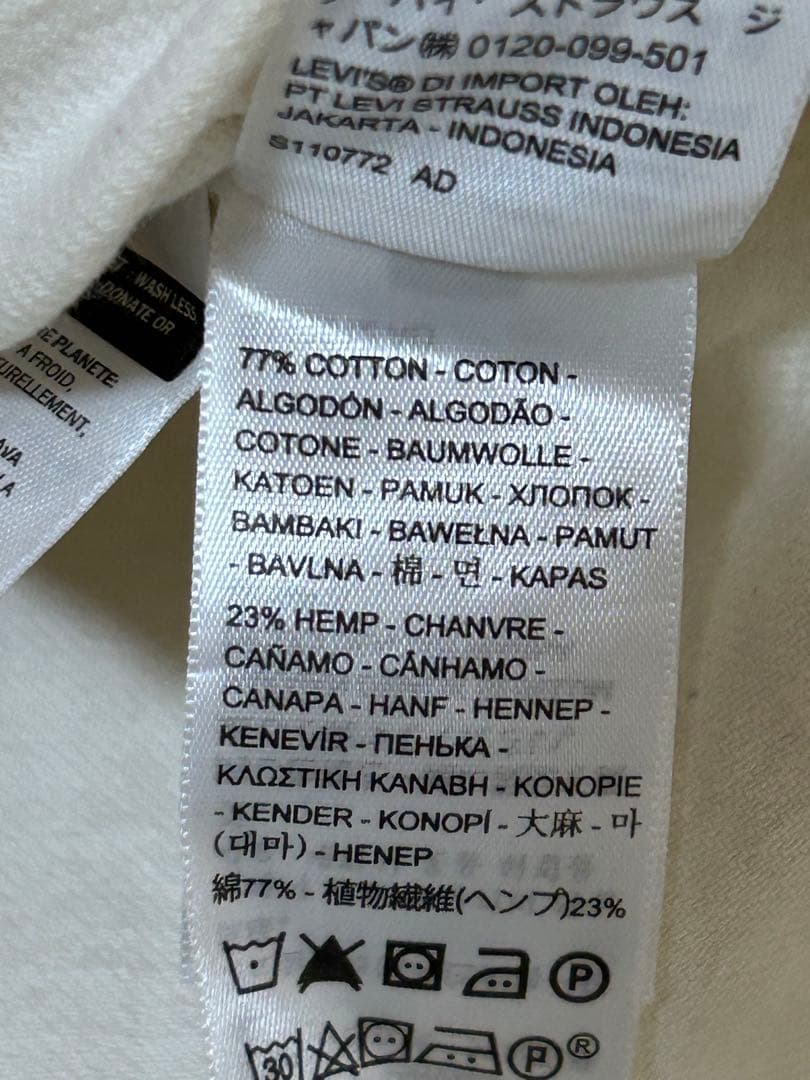 ャパン㈱ 0120-099-501
LEVI'S® DI IMPORT OLEH:
PT LEVI STRAUSS INDONESIA
JAKARTA - INDONESIA
S110772 AD
WASH LESS
DONATE OR
PLANETE:
A FROID,
77% COTTON - COTON -
ALGODÓN - ALGODÃO -
COTONE - BAUMWOLLE -
KATOEN - PAMUK - ХЛОПОК -
BAMBAKI - BAWEŁNA - PAMUT
- BAVLNA - 棉 - 면 - KAPAS
23% HEMP - CHANVRE -
CAÑAMO - CÂNHAMO -
CANAPA - HANF - HENNEP -
KENEVİR - ПЕНЬКА -
ΚΛΩΣΤΙΚΗ ΚΑΝΑΒΗ - KONOPIE
- KENDER - KONOPÍ - 大麻 - 마
(대마) - HENEP
綿77% - 植物繊維(ヘンプ)23%
P
30
P ®